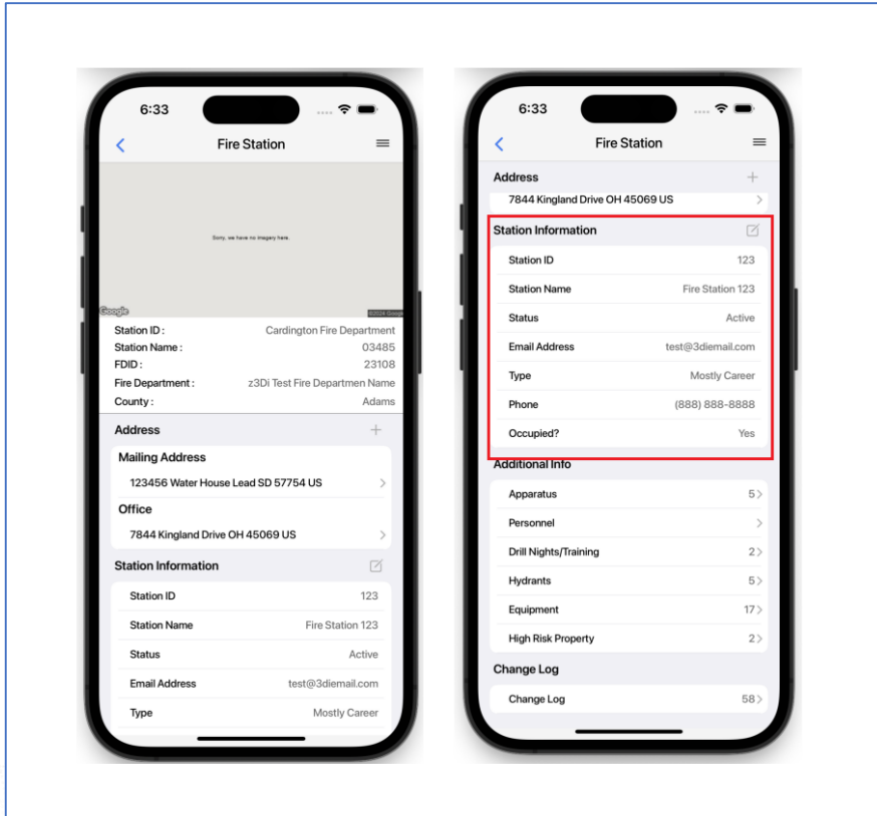 6:33
Fire Station
Sorry, we have no imagery here.
Google
©2024 Google
Station ID : Cardington Fire Department
Station Name : 03485
FDID : 23108
Fire Department : z3Di Test Fire Departmen Name
County : Adams
Address
Mailing Address
123456 Water House Lead SD 57754 US
Office
7844 Kingland Drive OH 45069 US
Station Information
Station ID 123
Station Name Fire Station 123
Status Active
Email Address test@3diemail.com
Type Mostly Career
6:33
Fire Station
Address
7844 Kingland Drive OH 45069 US
Station Information
Station ID 123
Station Name Fire Station 123
Status Active
Email Address test@3diemail.com
Type Mostly Career
Phone (888) 888-8888
Occupied? Yes
Additional Info
Apparatus 5
Personnel
Drill Nights/Training 2
Hydrants 5
Equipment 17
High Risk Property 2
Change Log
Change Log 58